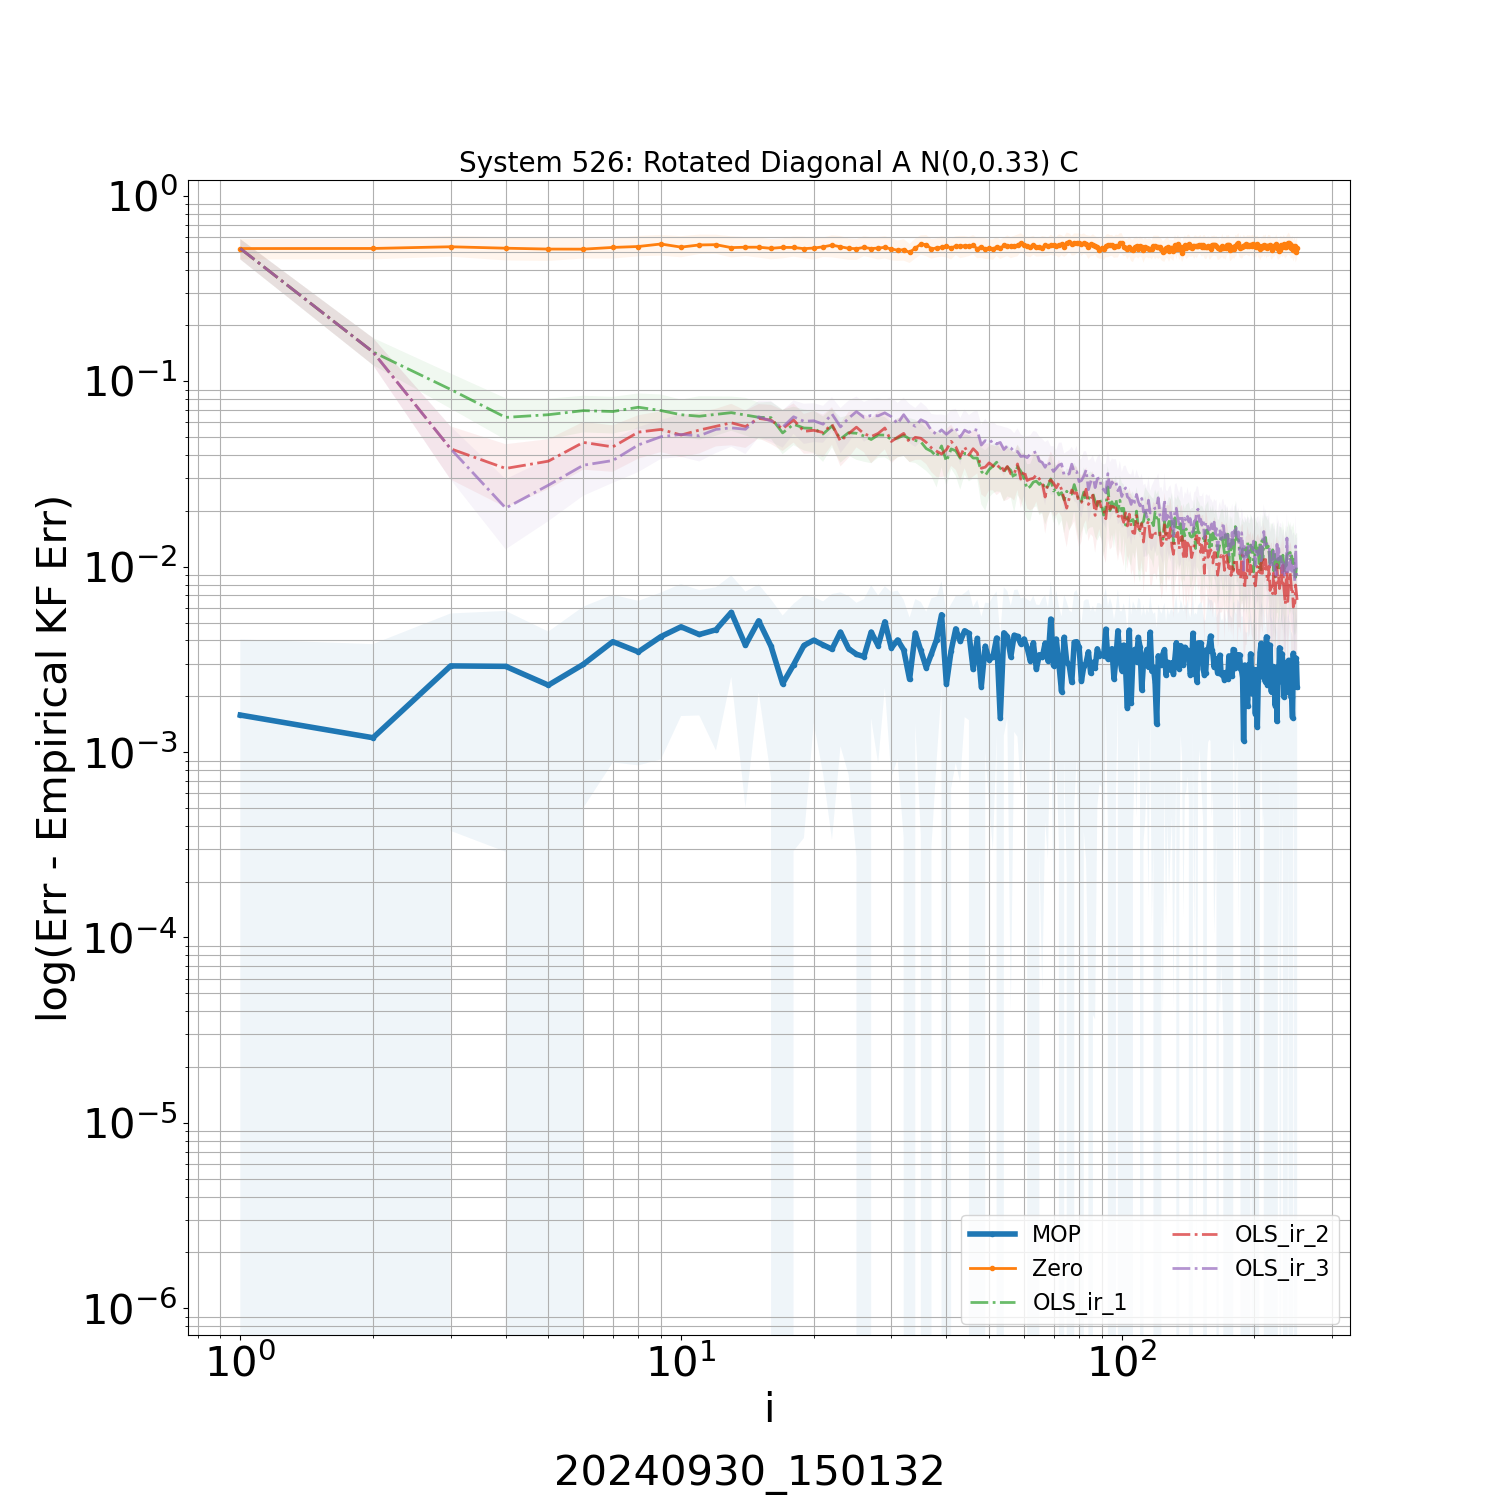 System 526: Rotated Diagonal A N(0,0.33) C
log(Err - Empirical KF Err)
10⁰
10⁻¹
10⁻²
10⁻³
10⁻⁴
10⁻⁵
10⁻⁶
MOP
Zero
OLS_ir_1
OLS_ir_2
OLS_ir_3
10⁰ 10¹ 10²
i
20240930_150132